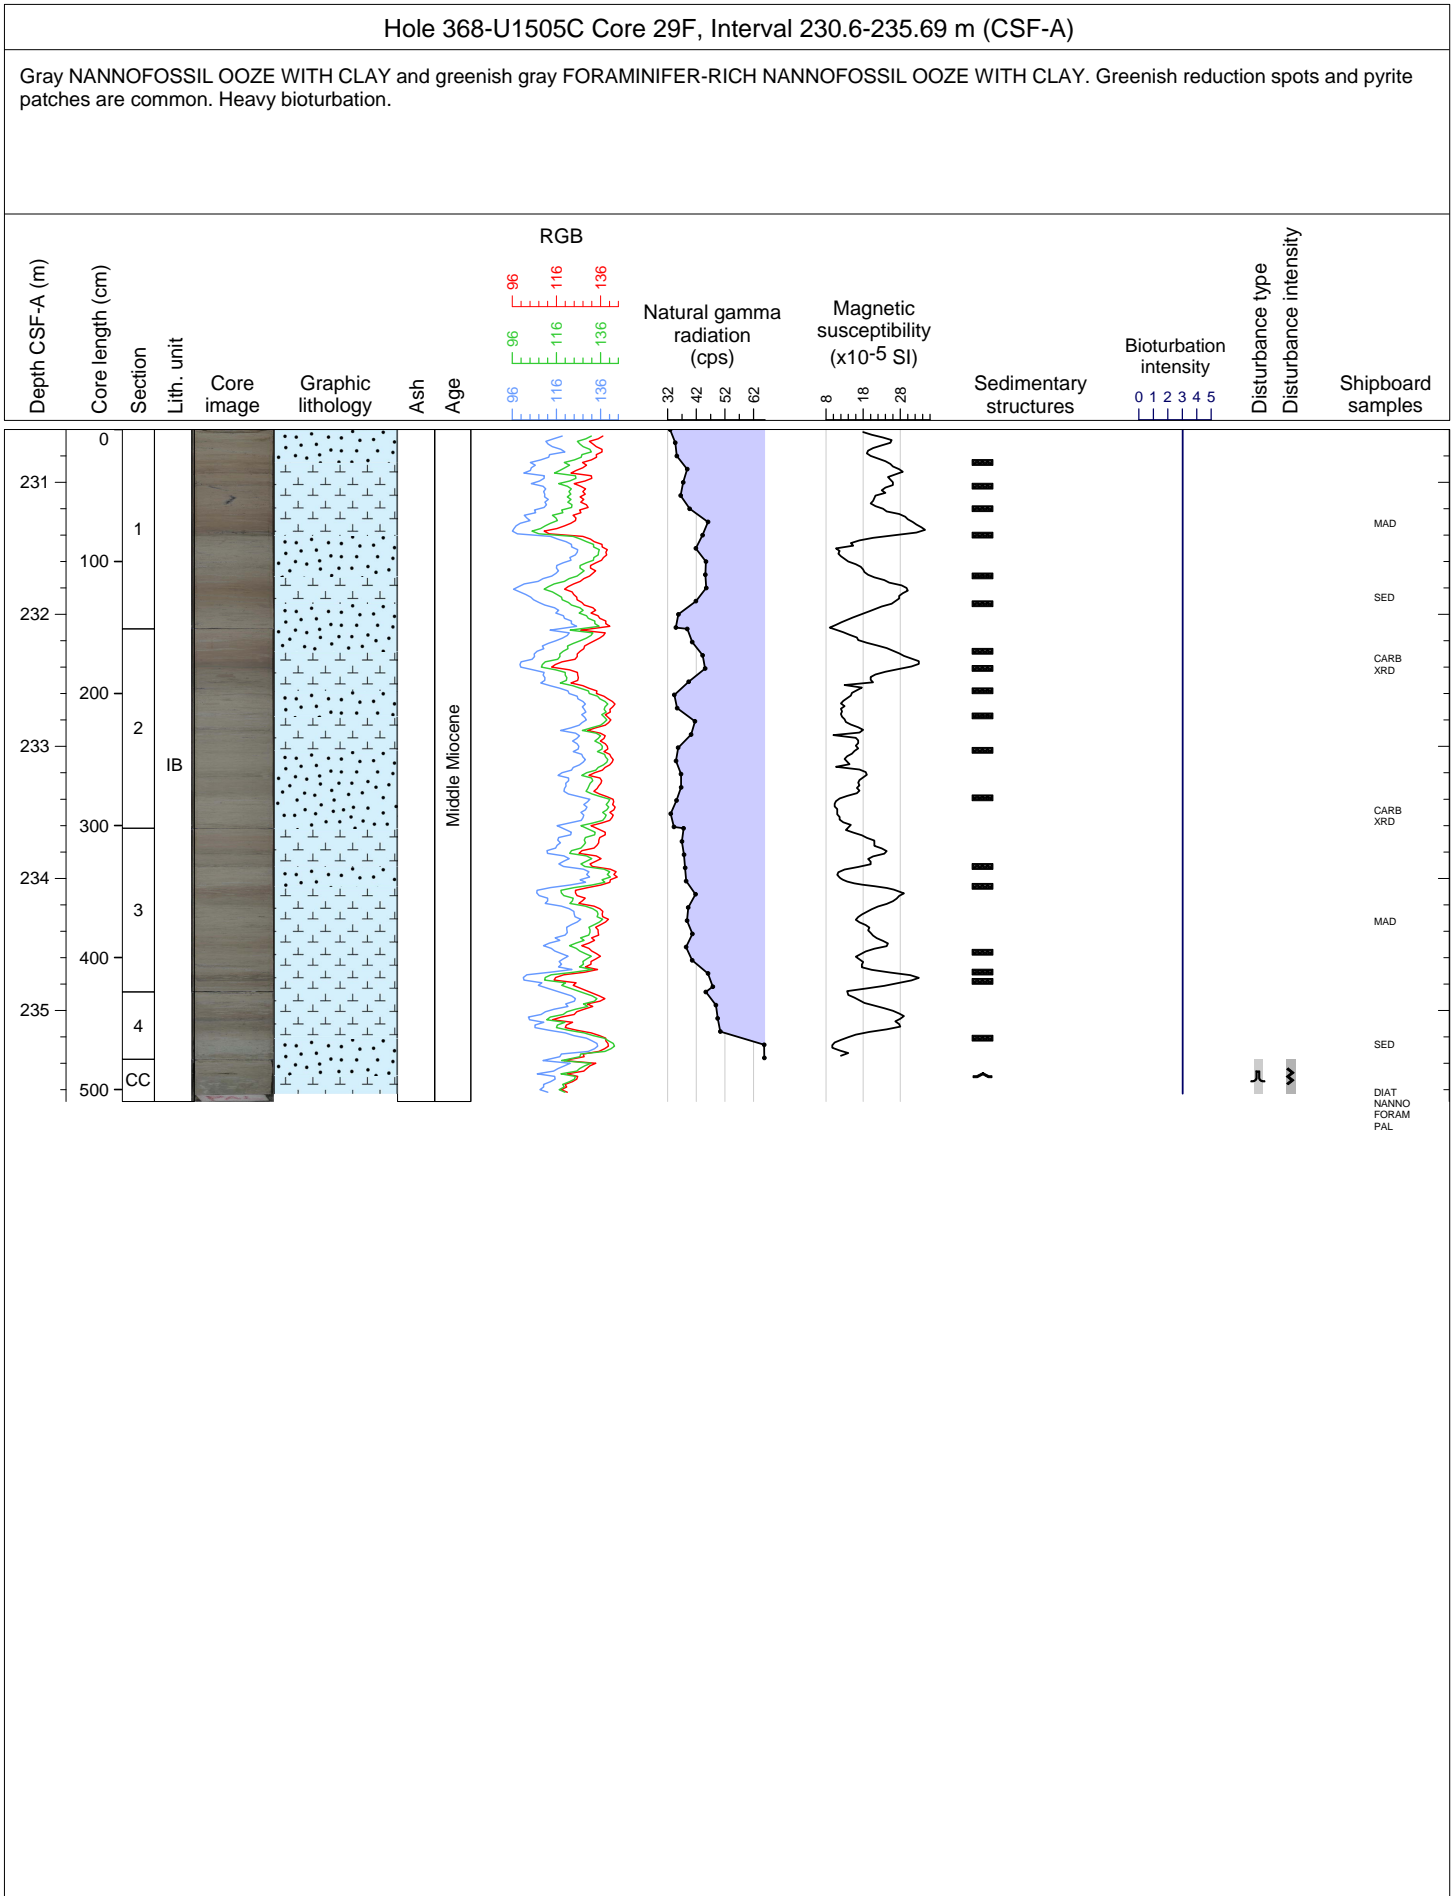 Hole 368-U1505C Core 29F, Interval 230.6-235.69 m (CSF-A)
Gray NANNOFOSSIL OOZE WITH CLAY and greenish gray FORAMINIFER-RICH NANNOFOSSIL OOZE WITH CLAY. Greenish reduction spots and pyrite
patches are common. Heavy bioturbation.
Depth CSF-A (m)
Core length (cm)
Section
Lith. unit
Core
image
Graphic
lithology
Ash
Age
RGB
96 116 136
96 116 136
96 116 136
Natural gamma
radiation
(cps)
32 42 52 62
Magnetic
susceptibility
(x10-5 SI)
8 18 28
Sedimentary
structures
Bioturbation
intensity
0 1 2 3 4 5
Disturbance type
Disturbance intensity
Shipboard
samples
231
232
233
234
235
0
100
200
300
400
500
1
2
3
4
CC
IB
Middle Miocene
MAD
SED
CARB
XRD
CARB
XRD
MAD
SED
DIAT
NANNO
FORAM
PAL